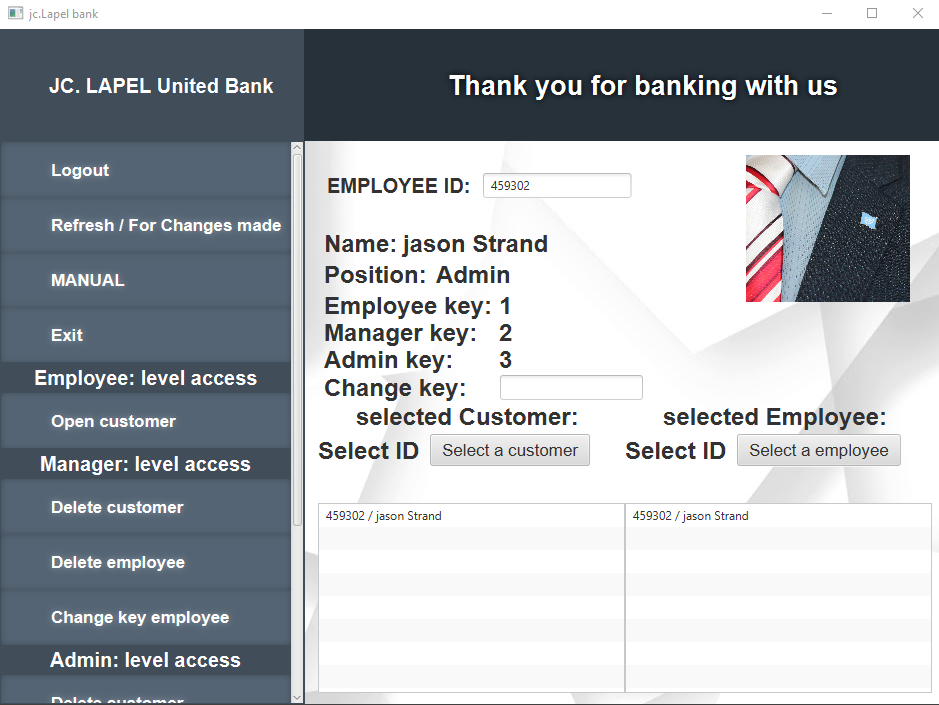 jc.Lapel bank
JC. LAPEL United Bank
Thank you for banking with us
Logout
Refresh / For Changes made
MANUAL
Exit
Employee: level access
Open customer
Manager: level access
Delete customer
Delete employee
Change key employee
Admin: level access
Delete customer
EMPLOYEE ID: 459302
Name: jason Strand
Position: Admin
Employee key: 1
Manager key: 2
Admin key: 3
Change key:
selected Customer: selected Employee:
Select ID Select a customer Select ID Select a employee
459302 / jason Strand 459302 / jason Strand